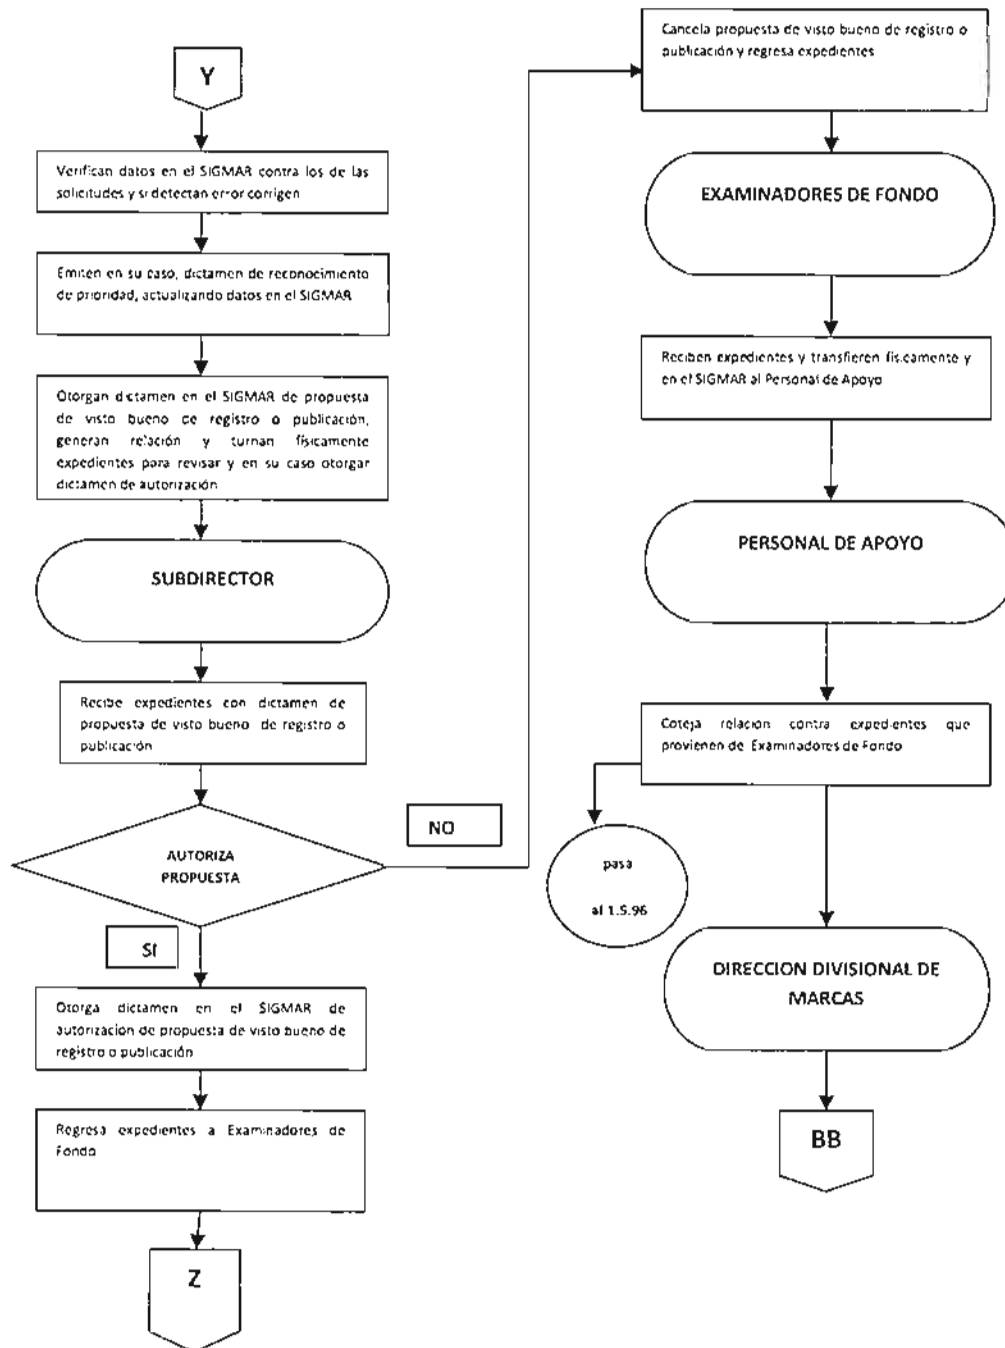 Y
Verifican datos en el SIGMAR contra los de las
solicitudes y si detectan error corrigen
Emiten en su caso, dictamen de reconocimiento
de prioridad, actualizando datos en el SIGMAR
Otorgan dictamen en el SIGMAR de propuesta
de visto bueno de registro o publicación,
generan relación y turnan físicamente
expedientes para revisar y en su caso otorgar
dictamen de autorización
SUBDIRECTOR
Recibe expedientes con dictamen de
propuesta de visto bueno de registro o
publicación
AUTORIZA
PROPUESTA
NO
SI
Otorga dictamen en el SIGMAR de
autorización de propuesta de visto bueno de
registro o publicación
Regresa expedientes a Examinadores de
Fondo
Z
Cancela propuesta de visto bueno de registro o
publicación y regresa expedientes
EXAMINADORES DE FONDO
Reciben expedientes y transfieren físicamente y
en el SIGMAR al Personal de Apoyo
PERSONAL DE APOYO
Coteja relación contra expedientes que
provienen de Examinadores de Fondo
pasa
al 1.5.96
DIRECCION DIVISIONAL DE
MARCAS
BB